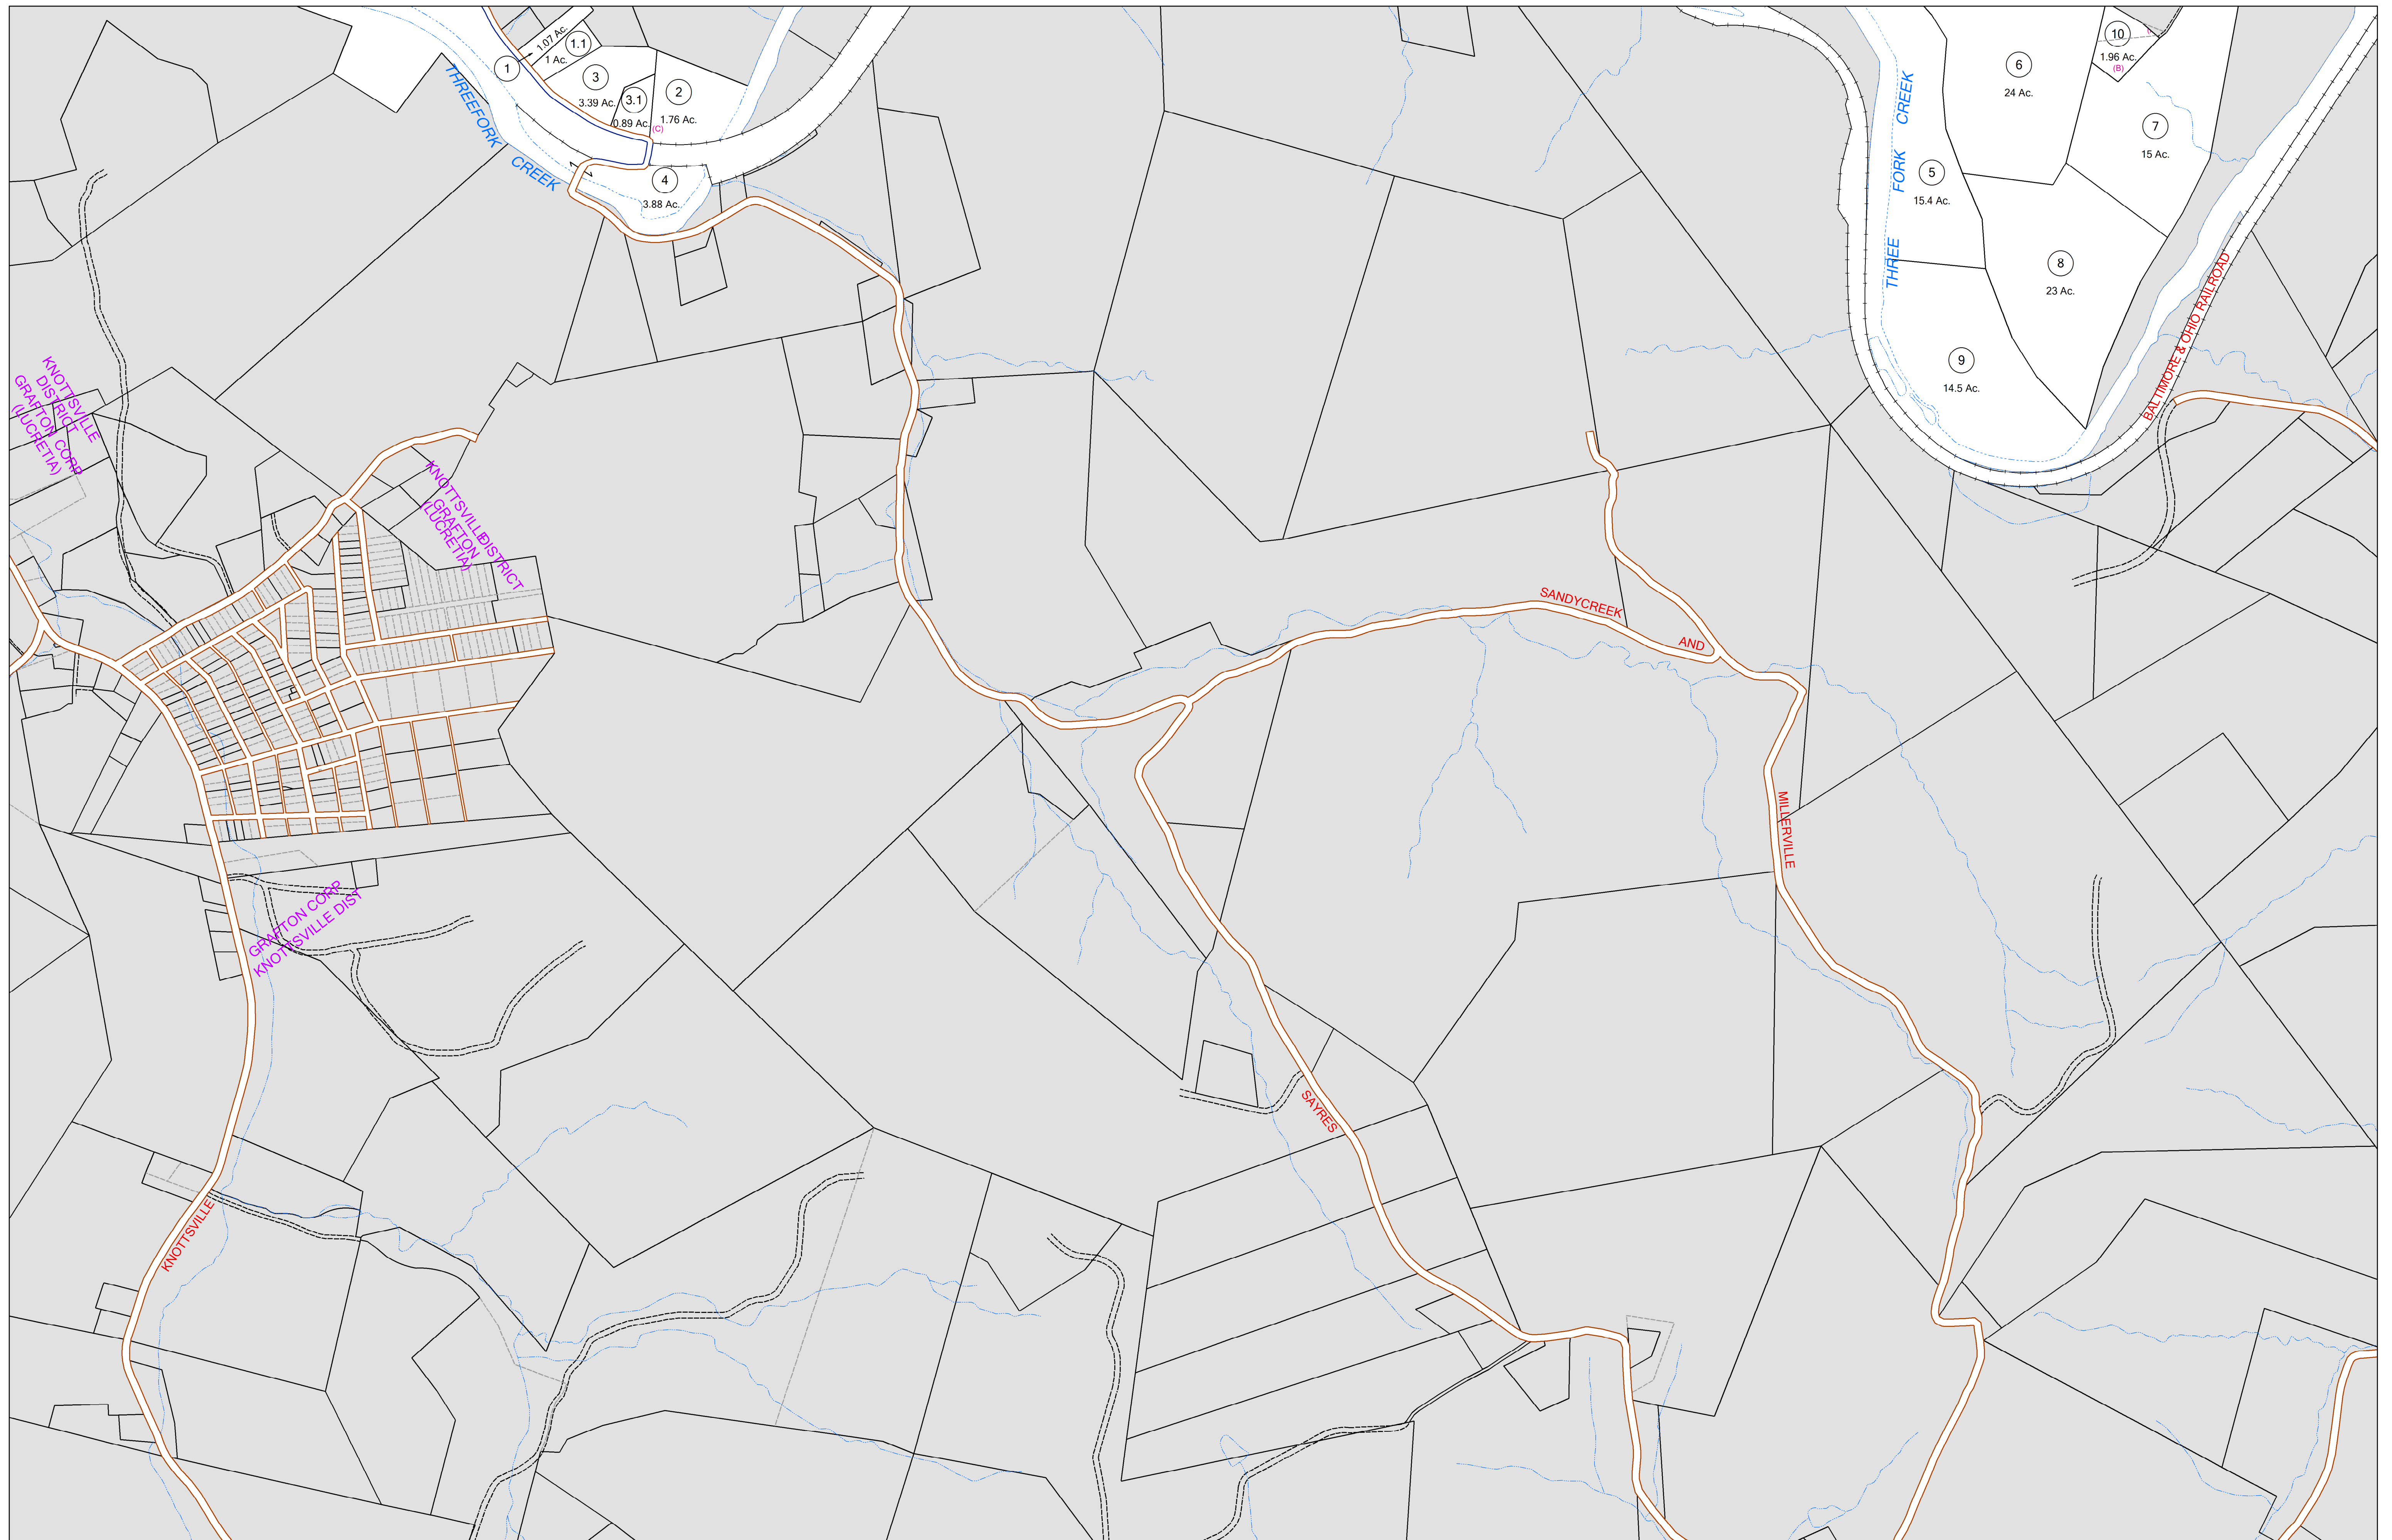 1.07 Ac.
1.1
1 Ac.
1
3
3.39 Ac.
3.1
0.89 Ac.
2
1.76 Ac.
(C)
4
3.88 Ac.
THREEFORK
CREEK
6
24 Ac.
10
1.96 Ac.
(B)
7
15 Ac.
THREE FORK CREEK
5
15.4 Ac.
8
23 Ac.
9
14.5 Ac.
BALTIMORE & OHIO RAILROAD
KNOTTSVILLE
DISTRICT
GRAFTON CORP
(LUCRETIA)
KNOTTSVILLE DISTRICT
GRAFTON
(LUCRETIA)
SANDYCREEK
AND
MILLERVILLE
GRAFTON CORP
KNOTTSVILLE DIST
SAYRES
KNOTTSVILLE